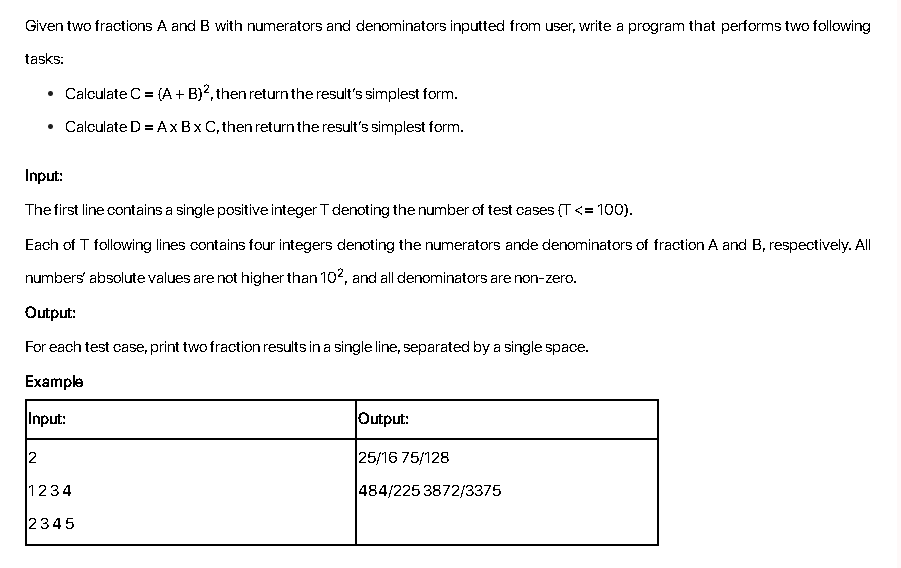 Given two fractions A and B with numerators and denominators inputted from user, write a program that performs two following
tasks:
• Calculate C = (A + B)², then return the result's simplest form.
• Calculate D = A x B x C, then return the result's simplest form.
Input:
The first line contains a single positive integer T denoting the number of test cases (T <= 100).
Each of T following lines contains four integers denoting the numerators ande denominators of fraction A and B, respectively. All
numbers' absolute values are not higher than 10², and all denominators are non-zero.
Output:
For each test case, print two fraction results in a single line, separated by a single space.
Example
Input: Output:
2 25/16 75/128
1 2 3 4 484/225 3872/3375
2 3 4 5